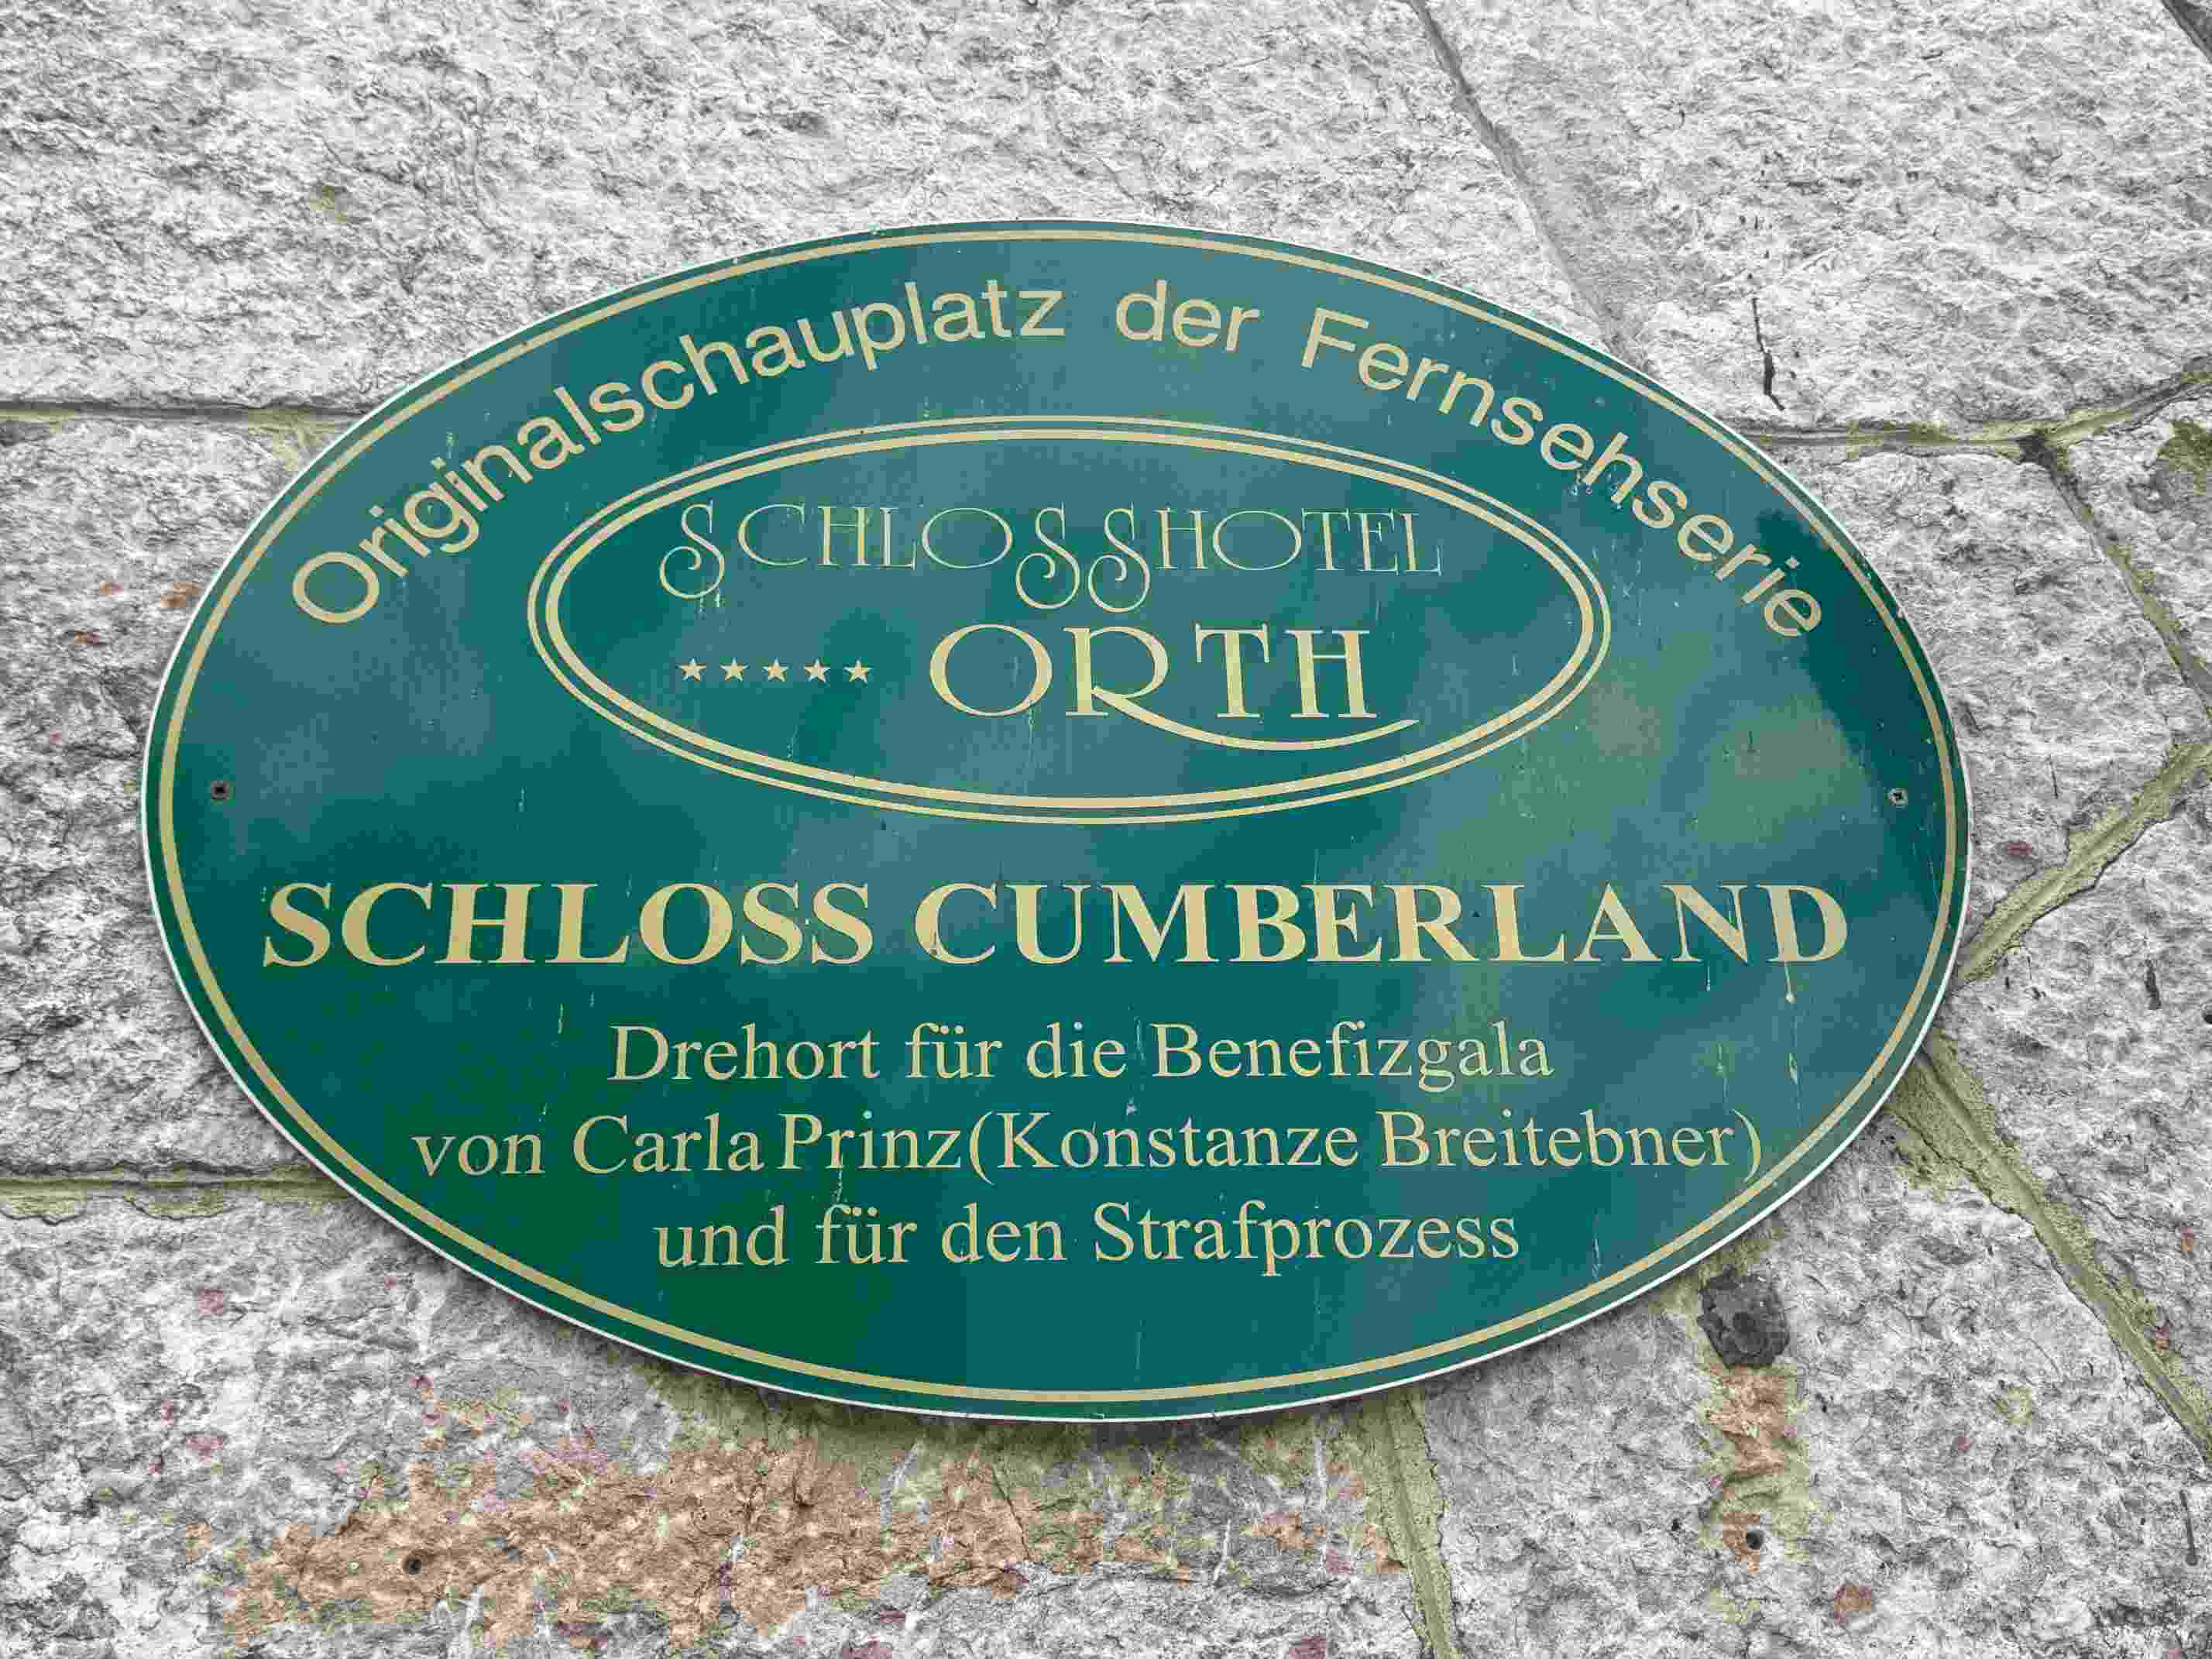 Originalschauplatz der Fernsehserie
SCHLOSSHOTEL
***** ORTH
SCHLOSS CUMBERLAND
Drehort für die Benefizgala
von Carla Prinz(Konstanze Breitebner)
und für den Strafprozess